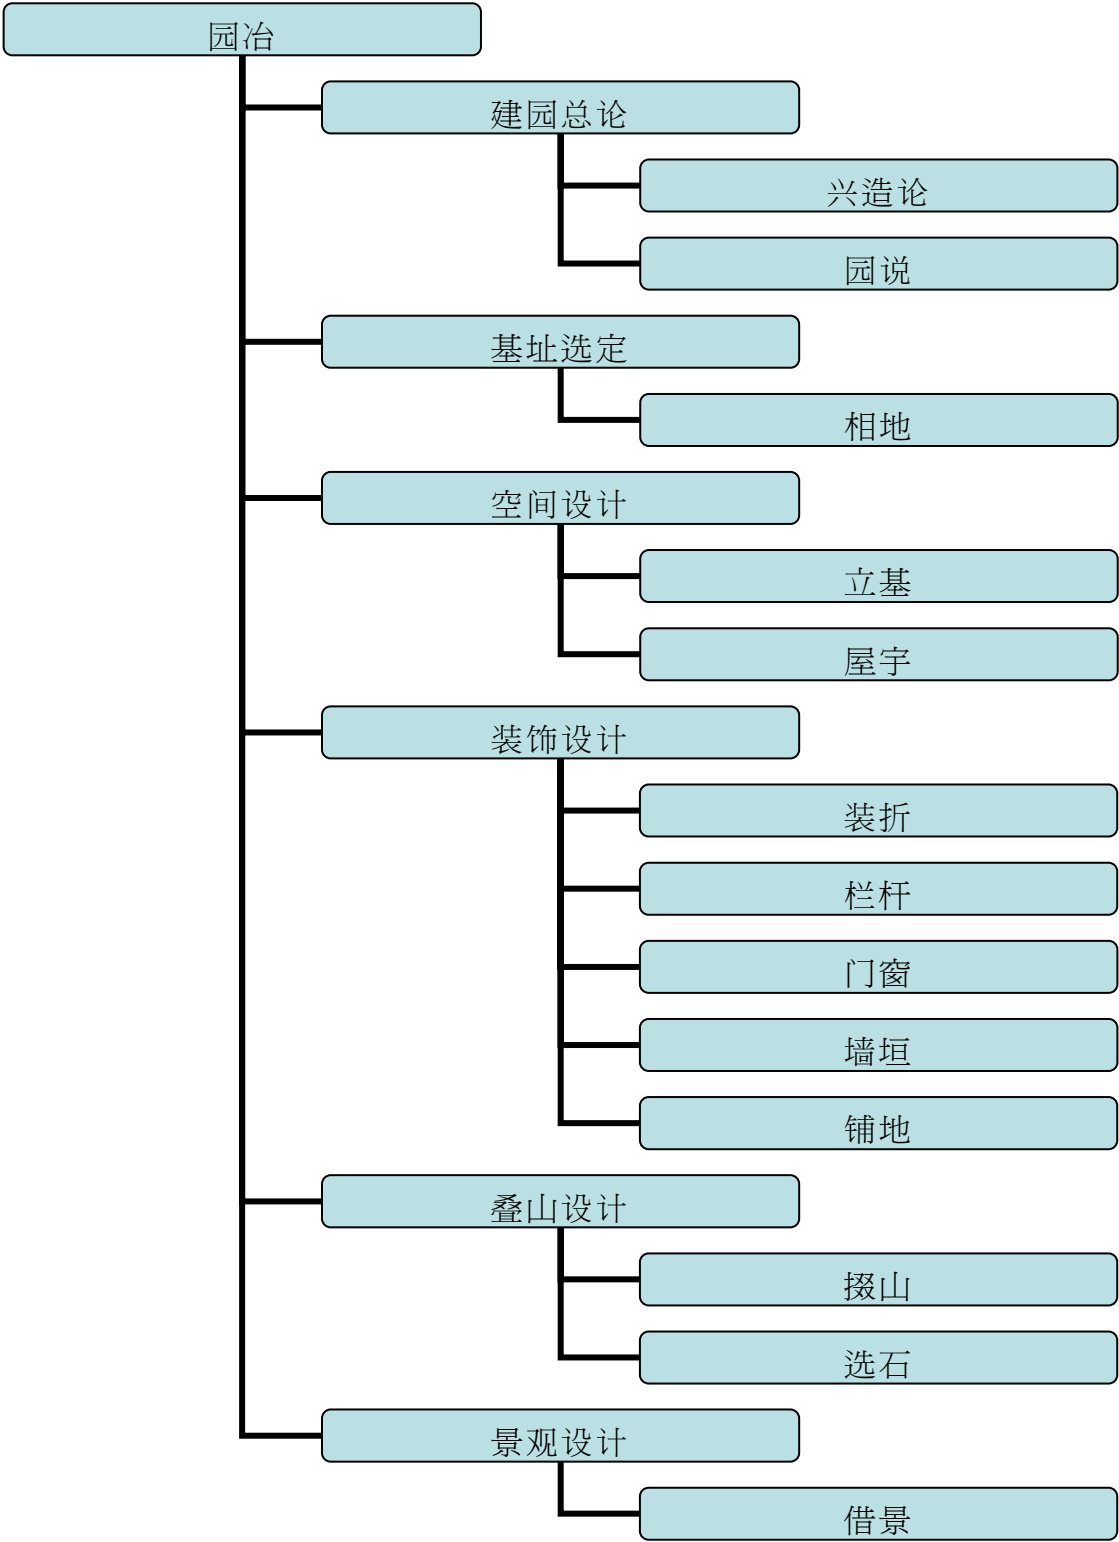 园冶
建园总论
兴造论
园说
基址选定
相地
空间设计
立基
屋宇
装饰设计
装折
栏杆
门窗
墙垣
铺地
叠山设计
掇山
选石
景观设计
借景